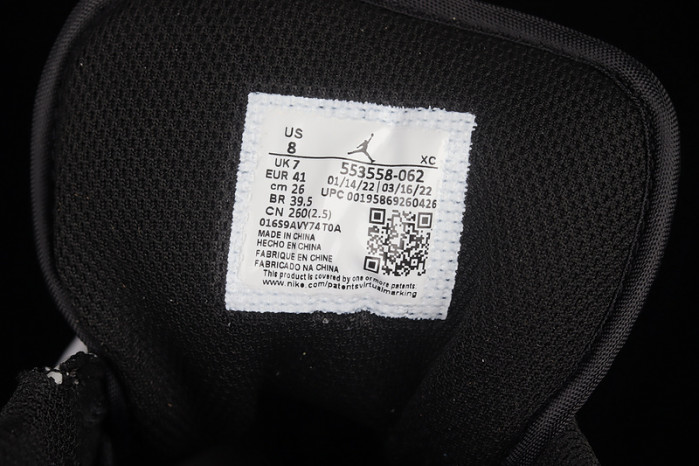 US
8
XC
UK 7
EUR 41
cm 26
BR 39.5
CN 260(2.5)
553558-062
01/14/22 | 03/16/22
UPC 00195869260426
016S9AVY74T0A
MADE IN CHINA
HECHO EN CHINA
FABRIQUE EN CHINE
FABRICADO NA CHINA
This product is covered by one or more patents.
www.nike.com/patentsvirtualmarking